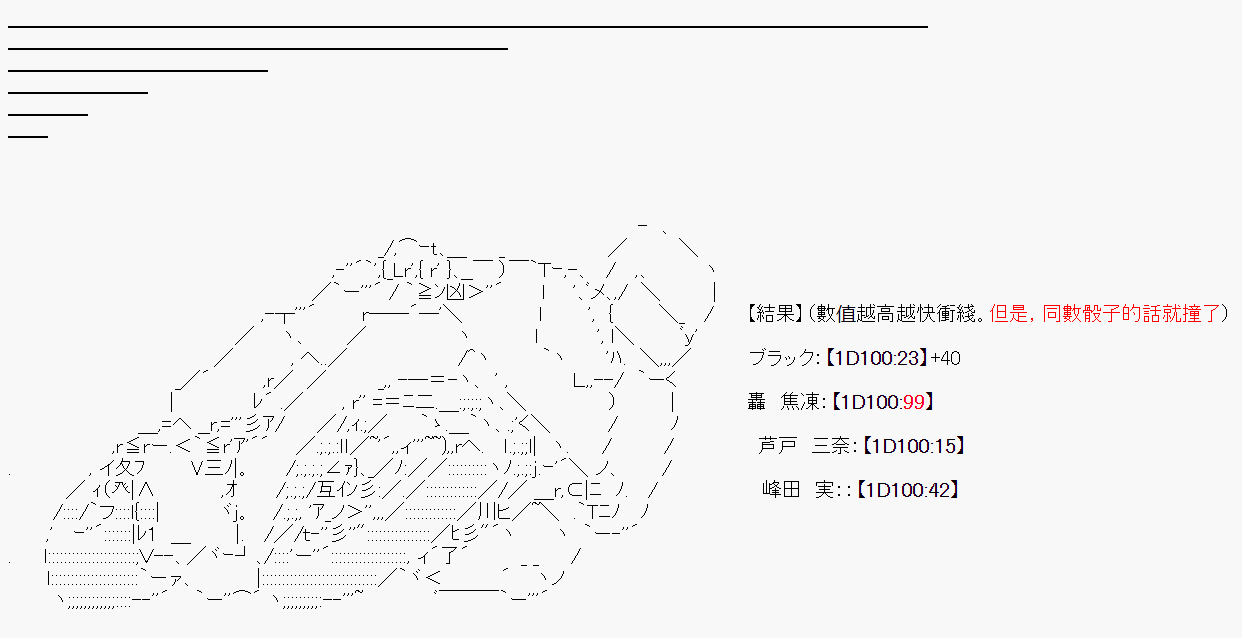 【結果】(數值越高越快衝綫。但是，同數骰子的話就撞了)
ブラック：【1D100:23】+40
轟　焦凍：【1D100:99】
芦戸　三奈：【1D100:15】
峰田　実：：【1D100:42】